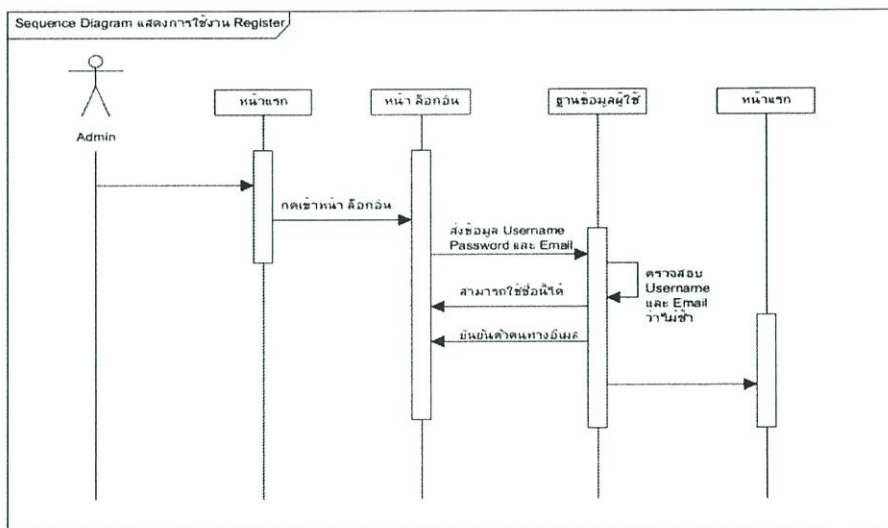 Sequence Diagram แสดงการใช้งาน Register
Admin
หน้าแรก
หน้า ล็อกอิน
ฐานข้อมูลผู้ใช้
หน้าแรก
กดเข้าหน้า ล็อกอิน
ส่งข้อมูล Username
Password และ Email
ตรวจสอบ
Username
และ Email
ว่าไม่ซ้ำ
สามารถใช้ชื่อนี้ได้
ยืนยันตัวตนทางอีเมล